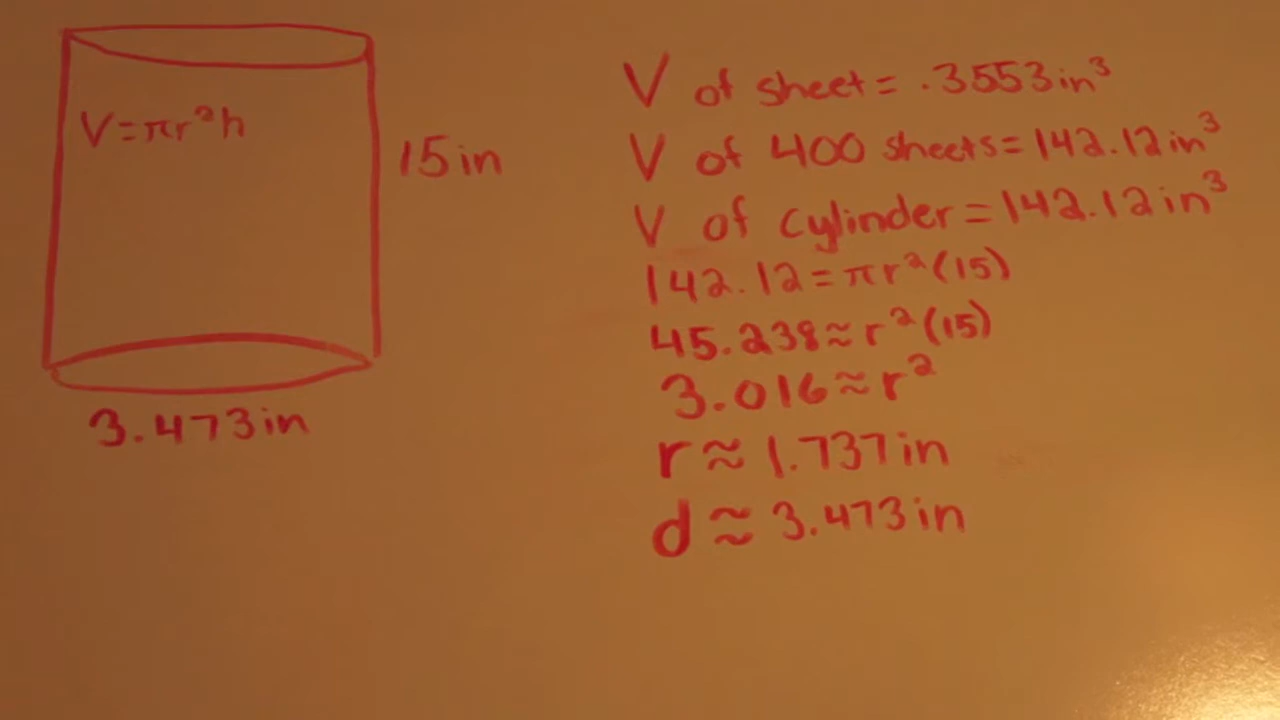 V=πr²h
15in
3.473in
V of sheet= .3553in³
V of 400 sheets=142.12in³
V of cylinder=142.12in³
142.12=πr²(15)
45.238≈r²(15)
3.016≈r²
r≈1.737in
d≈3.473in